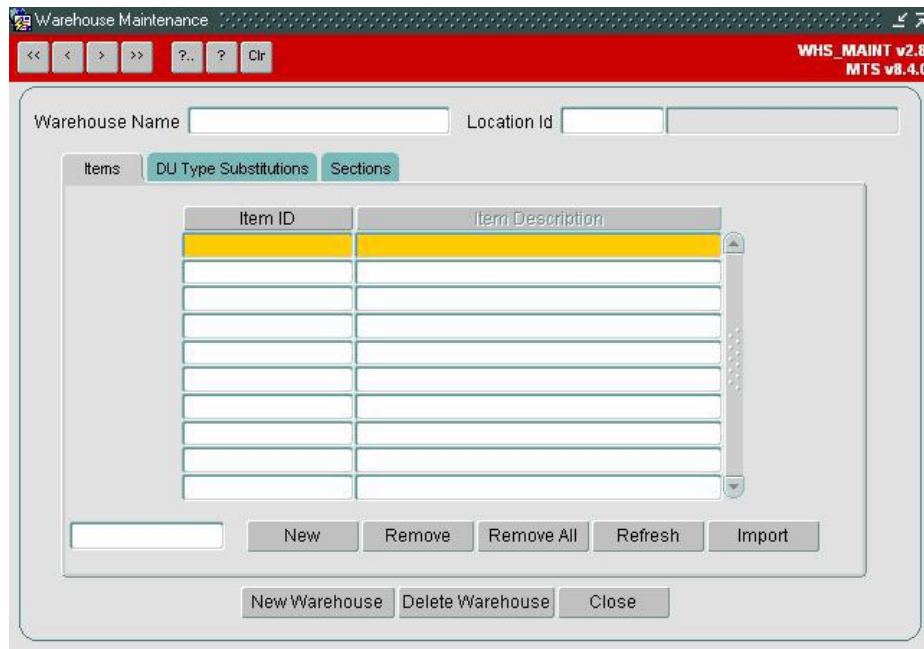 Warehouse Maintenance
<< < > >> ?.. ? Clr
WHS_MAINT v2.8
MTS v8.4.0
Warehouse Name Location Id
Items DU Type Substitutions Sections
Item ID Item Description
New Remove Remove All Refresh Import
New Warehouse Delete Warehouse Close